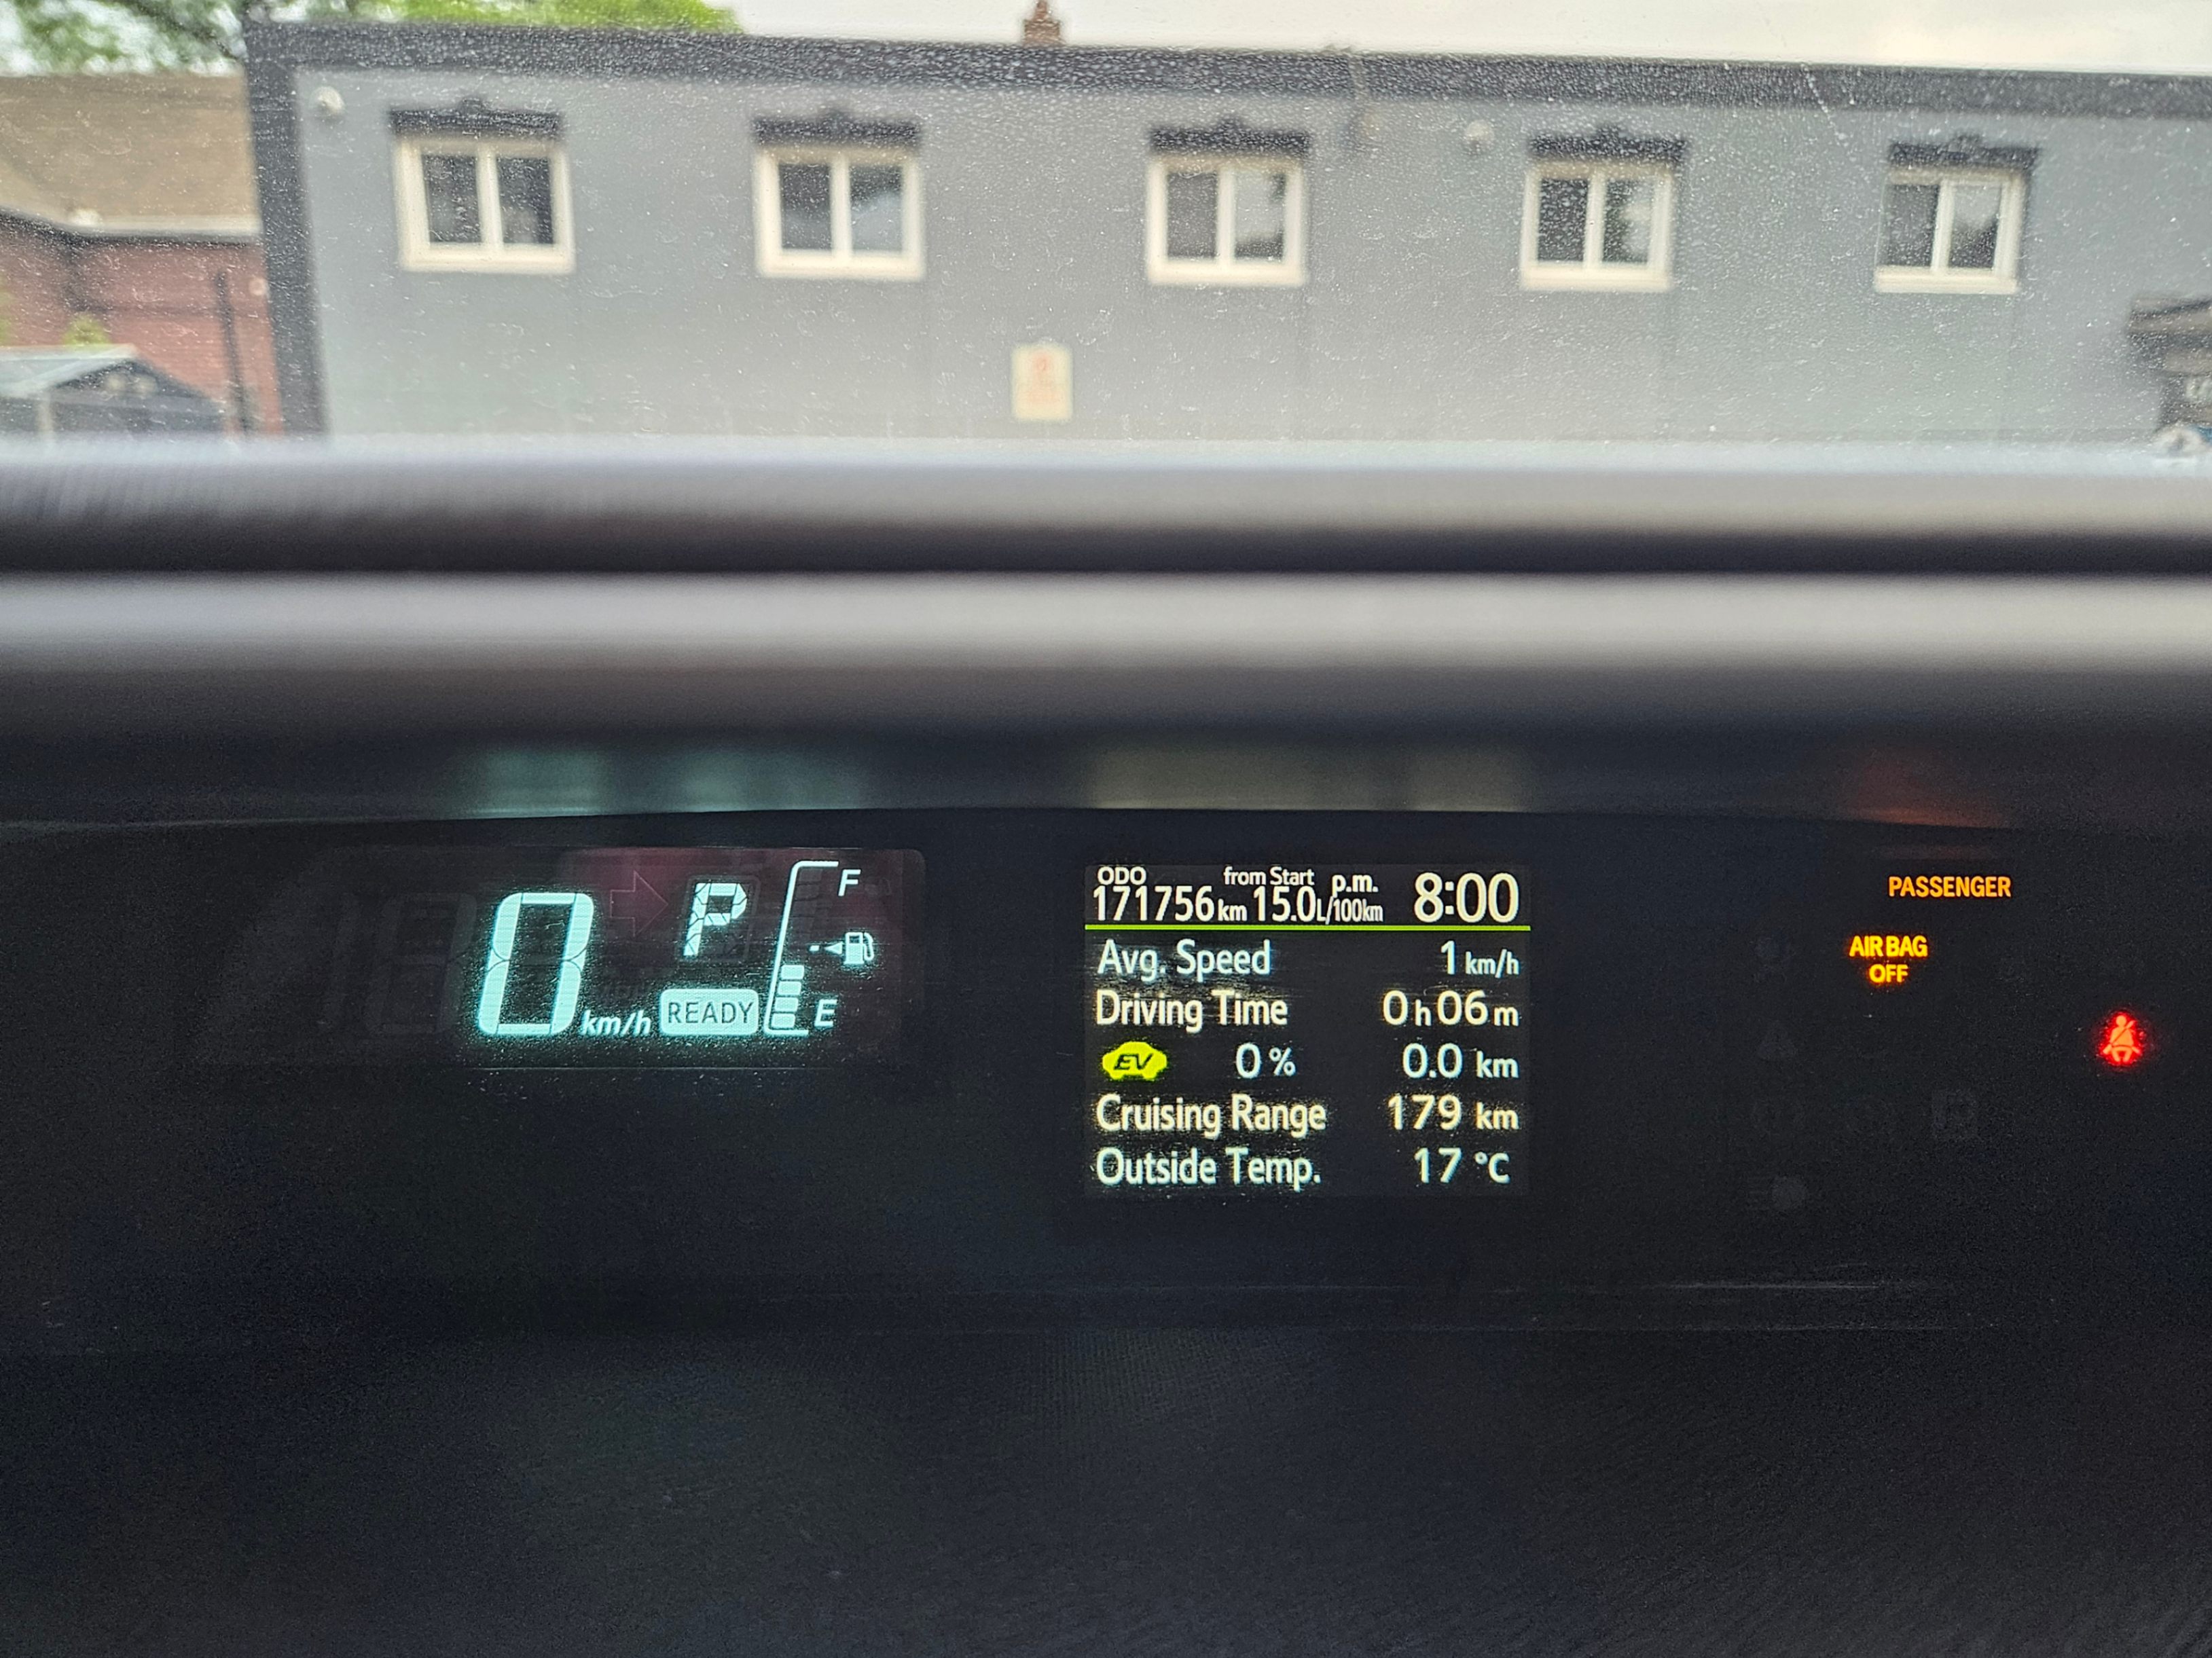 0 km/h
P
READY
F
E
ODO from Start p.m. 8:00
171756 km 15.0 L/100km
Avg. Speed 1 km/h
Driving Time 0 h 06 m
EV 0 % 0.0 km
Cruising Range 179 km
Outside Temp. 17 °C
PASSENGER
AIR BAG
OFF